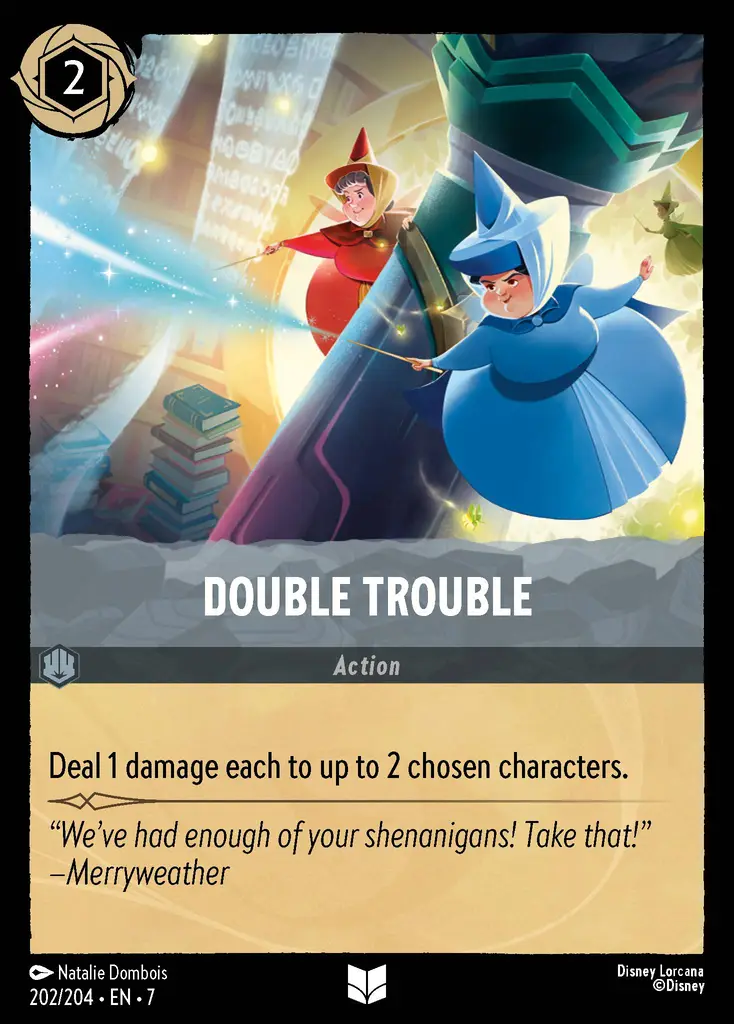 2
DOUBLE TROUBLE
Action
Deal 1 damage each to up to 2 chosen characters.
“We’ve had enough of your shenanigans! Take that!”
–Merryweather
Natalie Dombois
202/204 • EN • 7
Disney Lorcana
©Disney